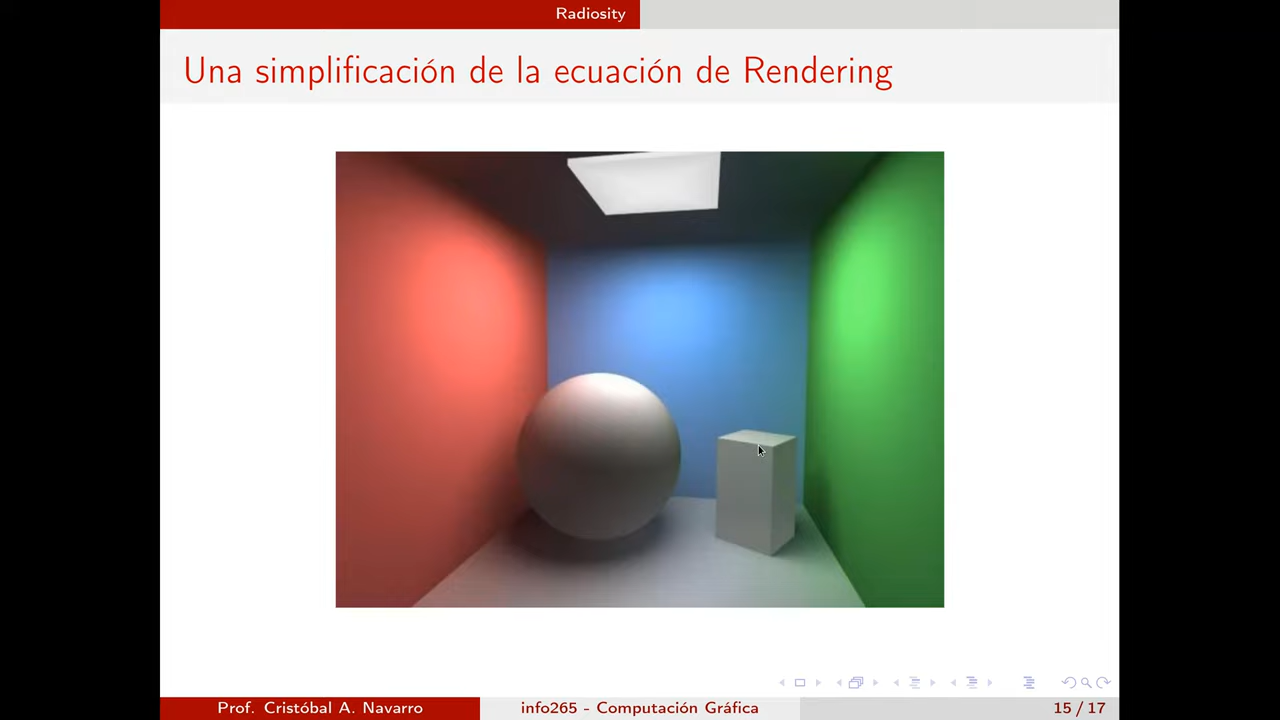 Radiosity
Una simplificación de la ecuación de Rendering
Prof. Cristóbal A. Navarro
info265 - Computación Gráfica
15 / 17